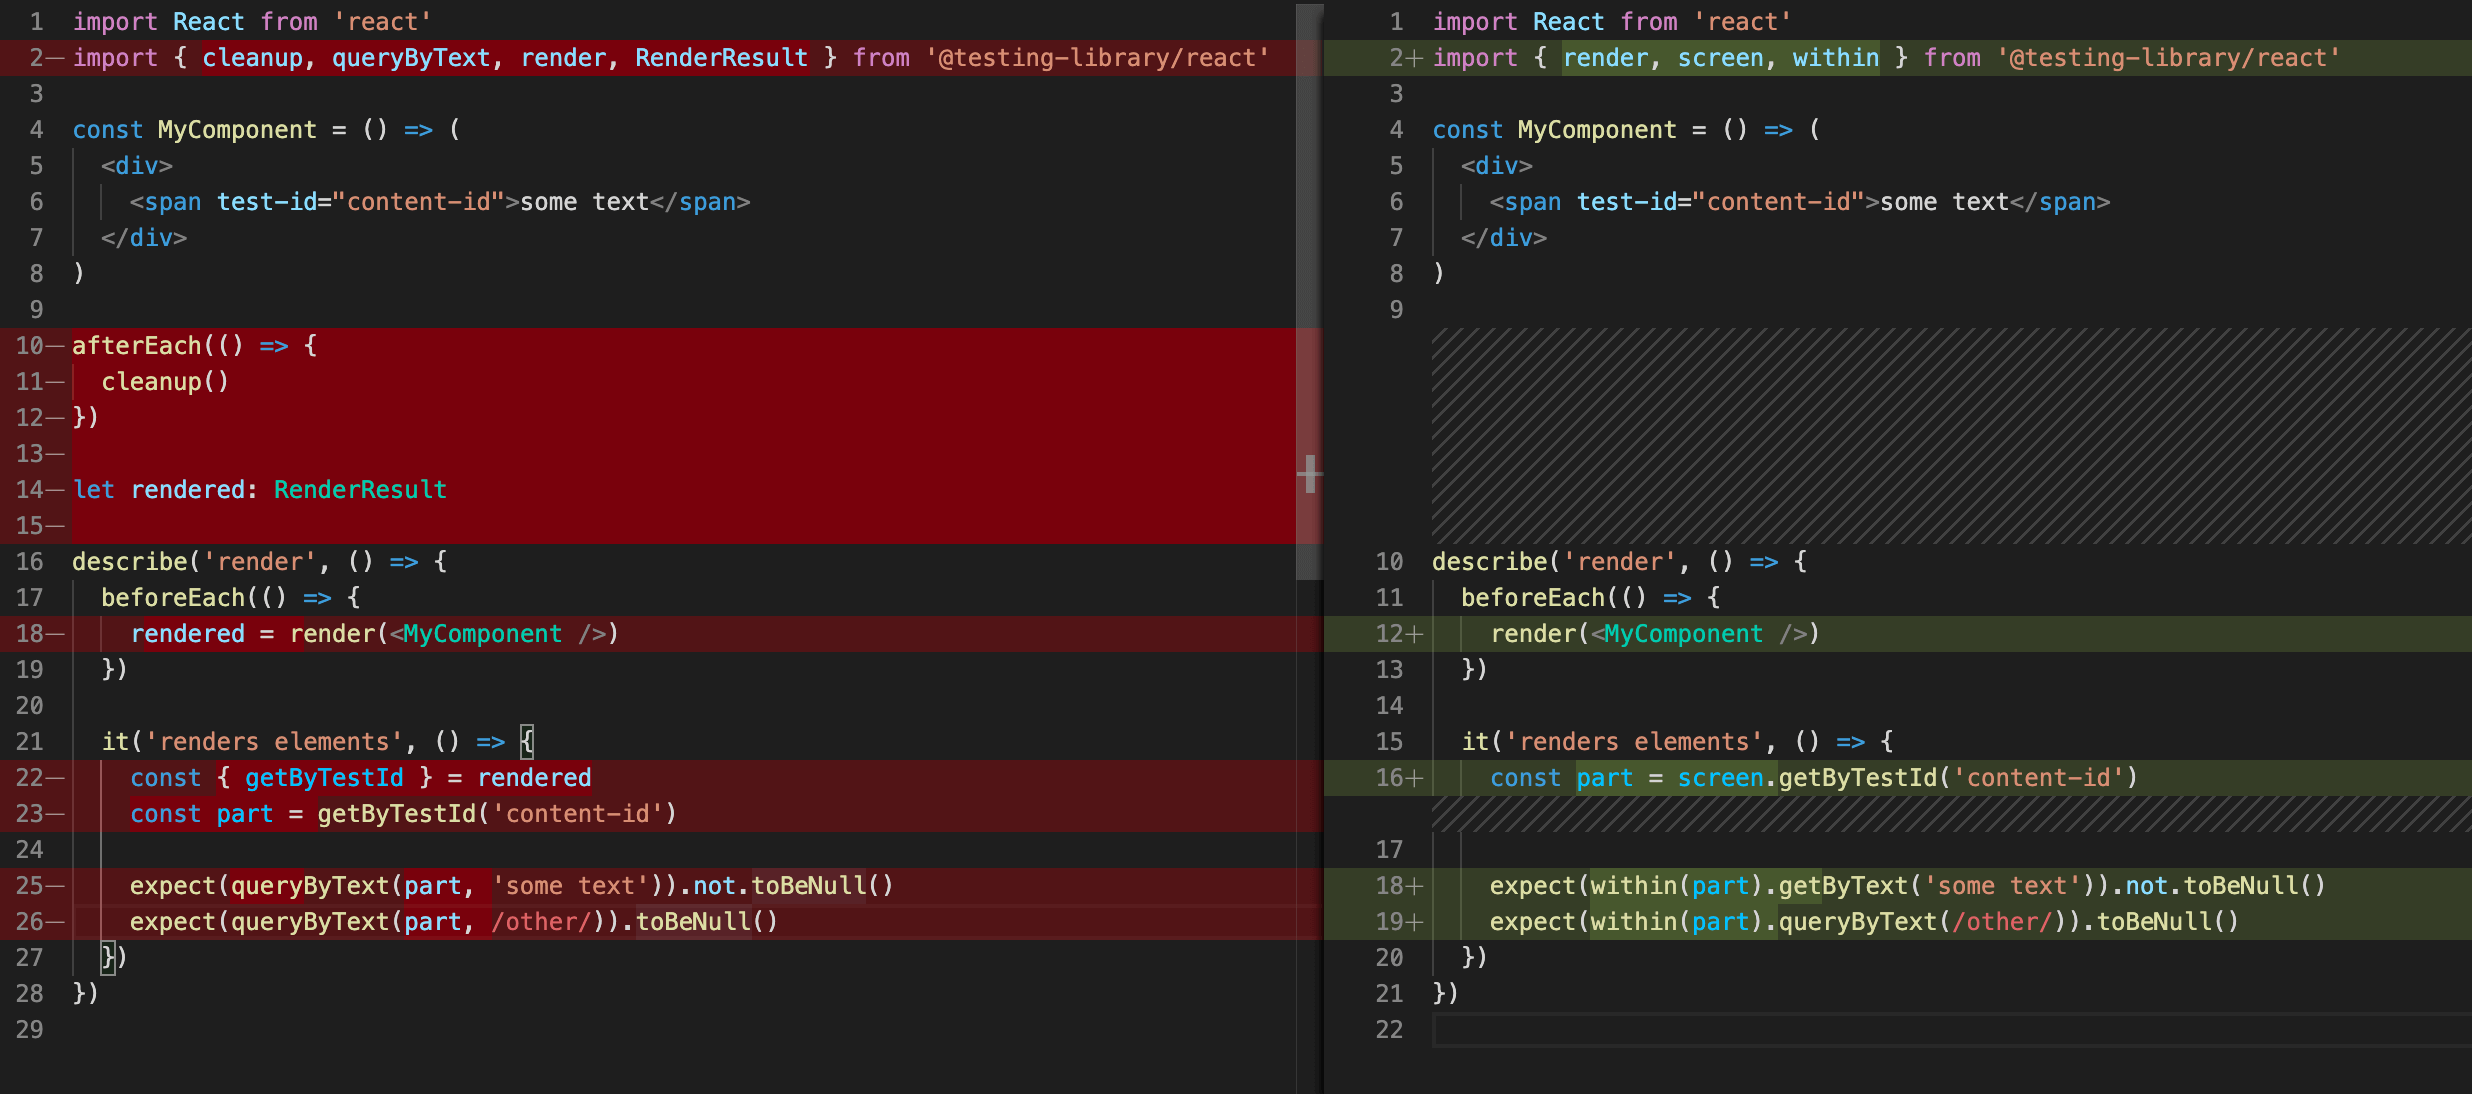 1 import React from 'react'
2— import { cleanup, queryByText, render, RenderResult } from '@testing-library/react'
3
4 const MyComponent = () => (
5   <div>
6     <span test-id="content-id">some text</span>
7   </div>
8 )
9
10— afterEach(() => {
11—   cleanup()
12— })
13—
14— let rendered: RenderResult
15—
16 describe('render', () => {
17   beforeEach(() => {
18—     rendered = render(<MyComponent />)
19   })
20
21   it('renders elements', () => {
22—     const { getByTestId } = rendered
23—     const part = getByTestId('content-id')
24
25—     expect(queryByText(part, 'some text')).not.toBeNull()
26—     expect(queryByText(part, /other/)).toBeNull()
27   })
28 })
29
1 import React from 'react'
2+ import { render, screen, within } from '@testing-library/react'
3
4 const MyComponent = () => (
5   <div>
6     <span test-id="content-id">some text</span>
7   </div>
8 )
9
10 describe('render', () => {
11   beforeEach(() => {
12+     render(<MyComponent />)
13   })
14
15   it('renders elements', () => {
16+     const part = screen.getByTestId('content-id')
17
18+     expect(within(part).getByText('some text')).not.toBeNull()
19+     expect(within(part).queryByText(/other/)).toBeNull()
20   })
21 })
22